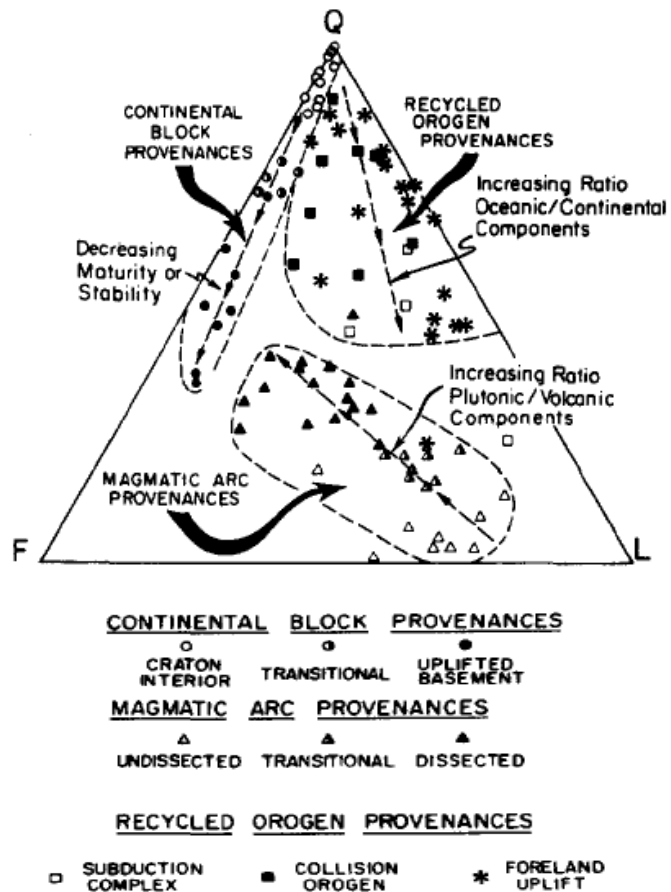 Q
CONTINENTAL
BLOCK
PROVENANCES
RECYCLED
OROGEN
PROVENANCES
Increasing Ratio
Oceanic/Continental
Components
Decreasing
Maturity or
Stability
Increasing Ratio
Plutonic/Volcanic
Components
MAGMATIC ARC
PROVENANCES
F
L
CONTINENTAL BLOCK PROVENANCES
CRATON
INTERIOR
TRANSITIONAL
UPLIFTED
BASEMENT
MAGMATIC ARC PROVENANCES
UNDISSECTED TRANSITIONAL DISSECTED
RECYCLED OROGEN PROVENANCES
SUBDUCTION
COMPLEX
COLLISION
OROGEN
FORELAND
UPLIFT